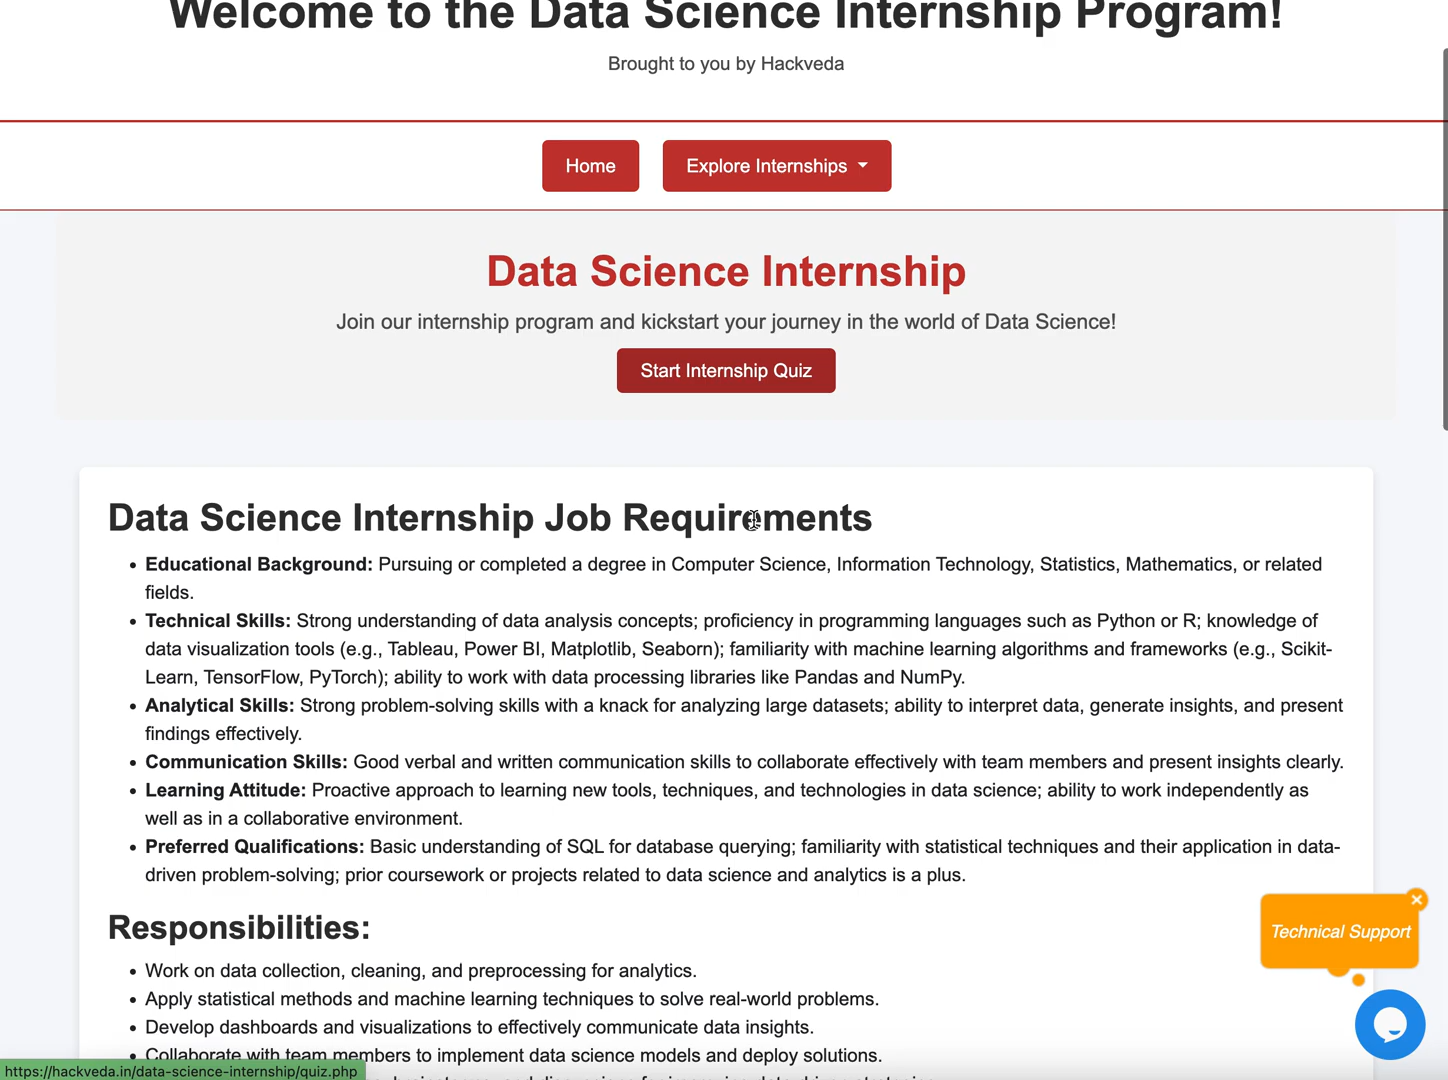 Welcome to the Data Science Internship Program!
Brought to you by Hackveda
Home
Explore Internships
Data Science Internship
Join our internship program and kickstart your journey in the world of Data Science!
Start Internship Quiz
Data Science Internship Job Requirements
• Educational Background: Pursuing or completed a degree in Computer Science, Information Technology, Statistics, Mathematics, or related
fields.
• Technical Skills: Strong understanding of data analysis concepts; proficiency in programming languages such as Python or R; knowledge of
data visualization tools (e.g., Tableau, Power BI, Matplotlib, Seaborn); familiarity with machine learning algorithms and frameworks (e.g., Scikit-
Learn, TensorFlow, PyTorch); ability to work with data processing libraries like Pandas and NumPy.
• Analytical Skills: Strong problem-solving skills with a knack for analyzing large datasets; ability to interpret data, generate insights, and present
findings effectively.
• Communication Skills: Good verbal and written communication skills to collaborate effectively with team members and present insights clearly.
• Learning Attitude: Proactive approach to learning new tools, techniques, and technologies in data science; ability to work independently as
well as in a collaborative environment.
• Preferred Qualifications: Basic understanding of SQL for database querying; familiarity with statistical techniques and their application in data-
driven problem-solving; prior coursework or projects related to data science and analytics is a plus.
Responsibilities:
• Work on data collection, cleaning, and preprocessing for analytics.
• Apply statistical methods and machine learning techniques to solve real-world problems.
• Develop dashboards and visualizations to effectively communicate data insights.
• Collaborate with team members to implement data science models and deploy solutions.
Technical Support
https://hackveda.in/data-science-internship/quiz.php